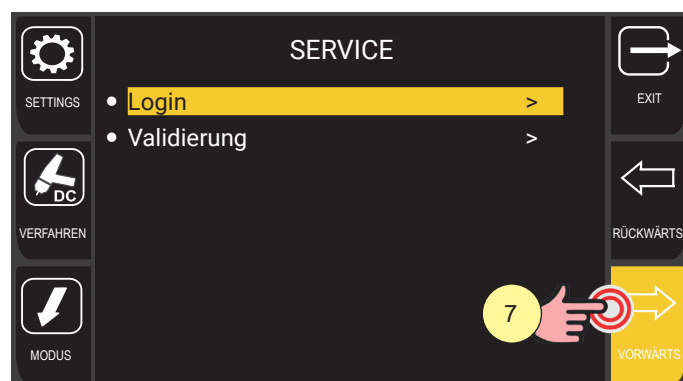 SERVICE
SETTINGS
Login >
Validierung >
EXIT
DC
VERFAHREN
RÜCKWÄRTS
7
MODUS
VORWÄRTS